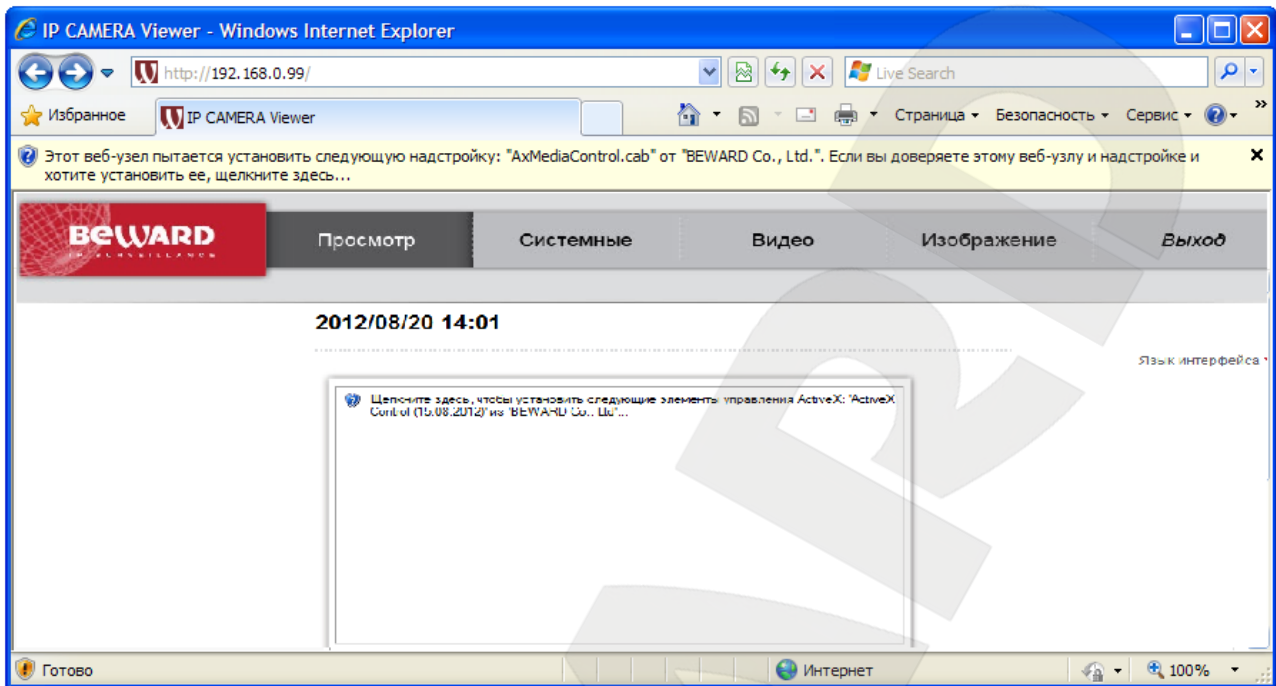 IP CAMERA Viewer - Windows Internet Explorer
http://192.168.0.99/
Live Search
Избранное
IP CAMERA Viewer
Страница
Безопасность
Сервис
»
Этот веб-узел пытается установить следующую надстройку: "AxMediaControl.cab" от "BEWARD Co., Ltd.". Если вы доверяете этому веб-узлу и надстройке и
хотите установить ее, щелкните здесь...
BEWARD
IP SURVEILLANCE
Просмотр
Системные
Видео
Изображение
Выход
2012/08/20 14:01
Язык интерфейса
Щелкните здесь, чтобы установить следующие элементы управления ActiveX: "ActiveX
Control (15.08.2012)" из "BEWARD Co., Ltd"...
Готово
Интернет
100%